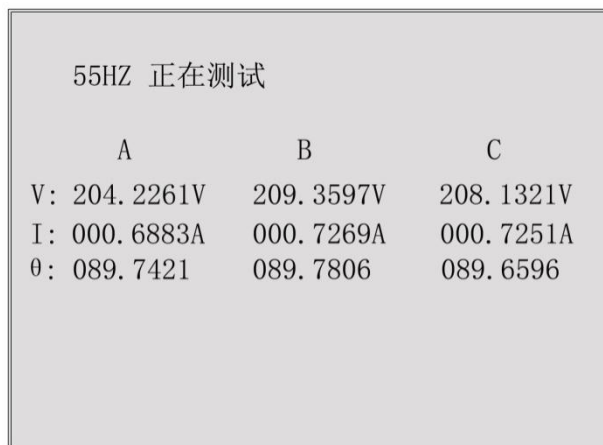 55HZ 正在测试
A B C
V: 204.2261V 209.3597V 208.1321V
I: 000.6883A 000.7269A 000.7251A
θ: 089.7421 089.7806 089.6596